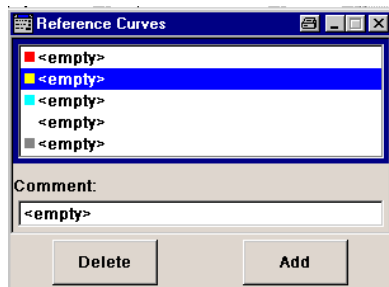 Reference Curves
<empty>
<empty>
<empty>
<empty>
<empty>
Comment:
<empty>
Delete Add